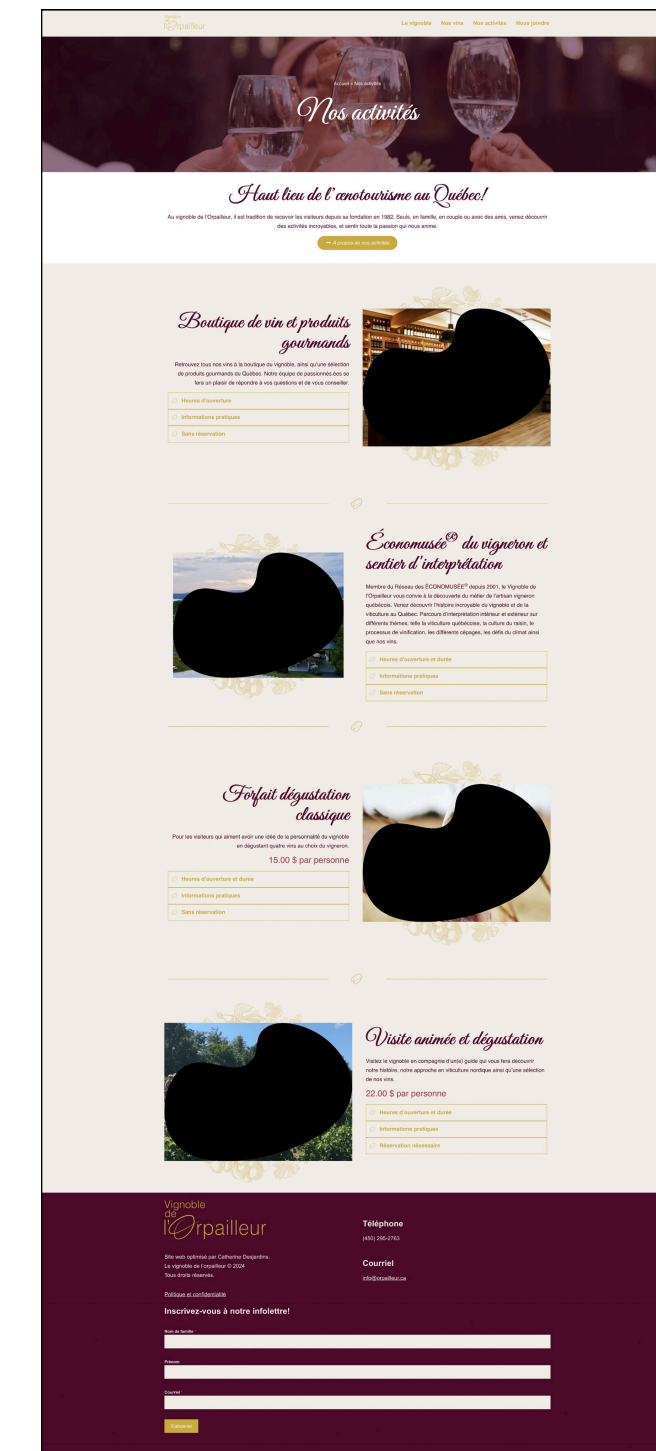 Vignoble
de
l'Orpailleur
Le vignoble Nos vins Nos activités Nous joindre
Accueil » Nos activités
Nos activités
Haut lieu de l'œnotourisme au Québec!
Au vignoble de l'Orpailleur, il est tradition de recevoir les visiteurs depuis sa fondation en 1982. Seuls, en famille, en couple ou avec des amis, venez découvrir
des activités incroyables, et sentir toute la passion qui nous anime.
→ À propos de nos activités
Boutique de vin et produits
gourmands
Retrouvez tous nos vins à la boutique du vignoble, ainsi qu'une sélection
de produits gourmands du Québec. Notre équipe de passionnés.ées se
fera un plaisir de répondre à vos questions et de vous conseiller.
Heures d'ouverture
Informations pratiques
Sans réservation
Économusée® du vigneron et
sentier d'interprétation
Membre du Réseau des ÉCONOMUSÉE® depuis 2001, le Vignoble de
l'Orpailleur vous convie à la découverte du métier de l'artisan vigneron
québécois. Venez découvrir l'histoire incroyable du vignoble et de la
viticulture au Québec. Parcours d'interprétation intérieur et extérieur sur
différents thèmes, telle la viticulture québécoise, la culture du raisin, le
processus de vinification, les différents cépages, les défis du climat ainsi
que nos vins.
Heures d'ouverture et durée
Informations pratiques
Sans réservation
Forfait dégustation
classique
Pour les visiteurs qui aiment avoir une idée de la personnalité du vignoble
en dégustant quatre vins au choix du vigneron.
15.00 $ par personne
Heures d'ouverture et durée
Informations pratiques
Sans réservation
Visite animée et dégustation
Visitez le vignoble en compagnie d'un(e) guide qui vous fera découvrir
notre histoire, notre approche en viticulture nordique ainsi qu'une sélection
de nos vins.
22.00 $ par personne
Heures d'ouverture et durée
Informations pratiques
Réservation nécessaire
Vignoble
de
l'Orpailleur
Site web optimisé par Catherine Desjardins.
Le vignoble de l'orpailleur © 2024
Tous droits réservés.
Politique et confidentialité
Téléphone
(450) 295-2763
Courriel
info@orpailleur.ca
Inscrivez-vous à notre infolettre!
Nom de famille *
Prénom
Courriel *
S'abonner